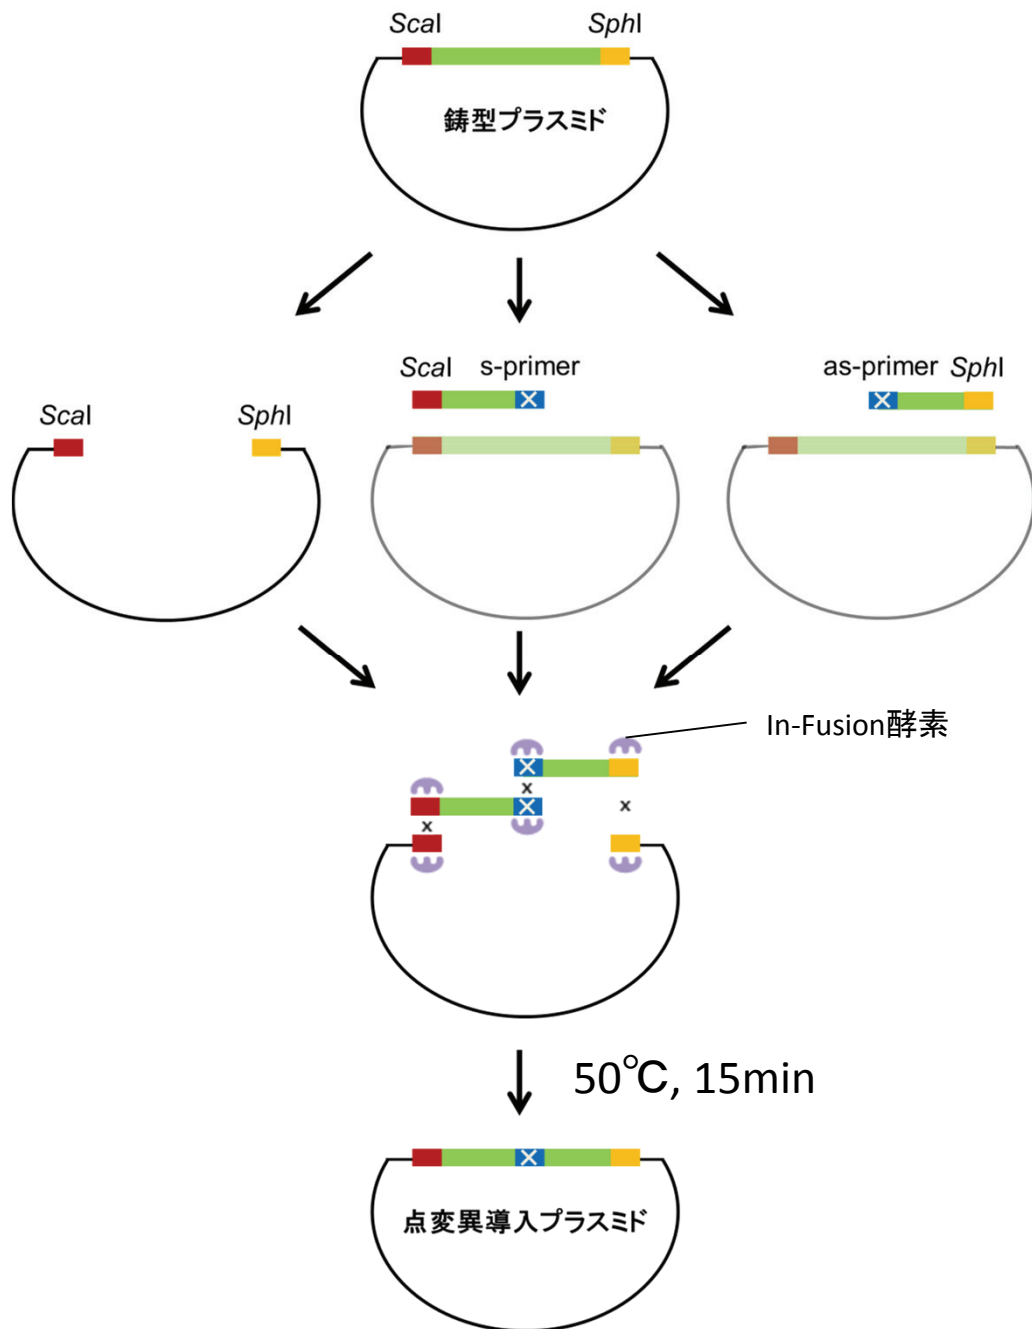 ScaI SphI
鋳型プラスミド
ScaI s-primer
as-primer SphI
ScaI SphI
In-Fusion酵素
x
x
x
50℃, 15min
点変異導入プラスミド